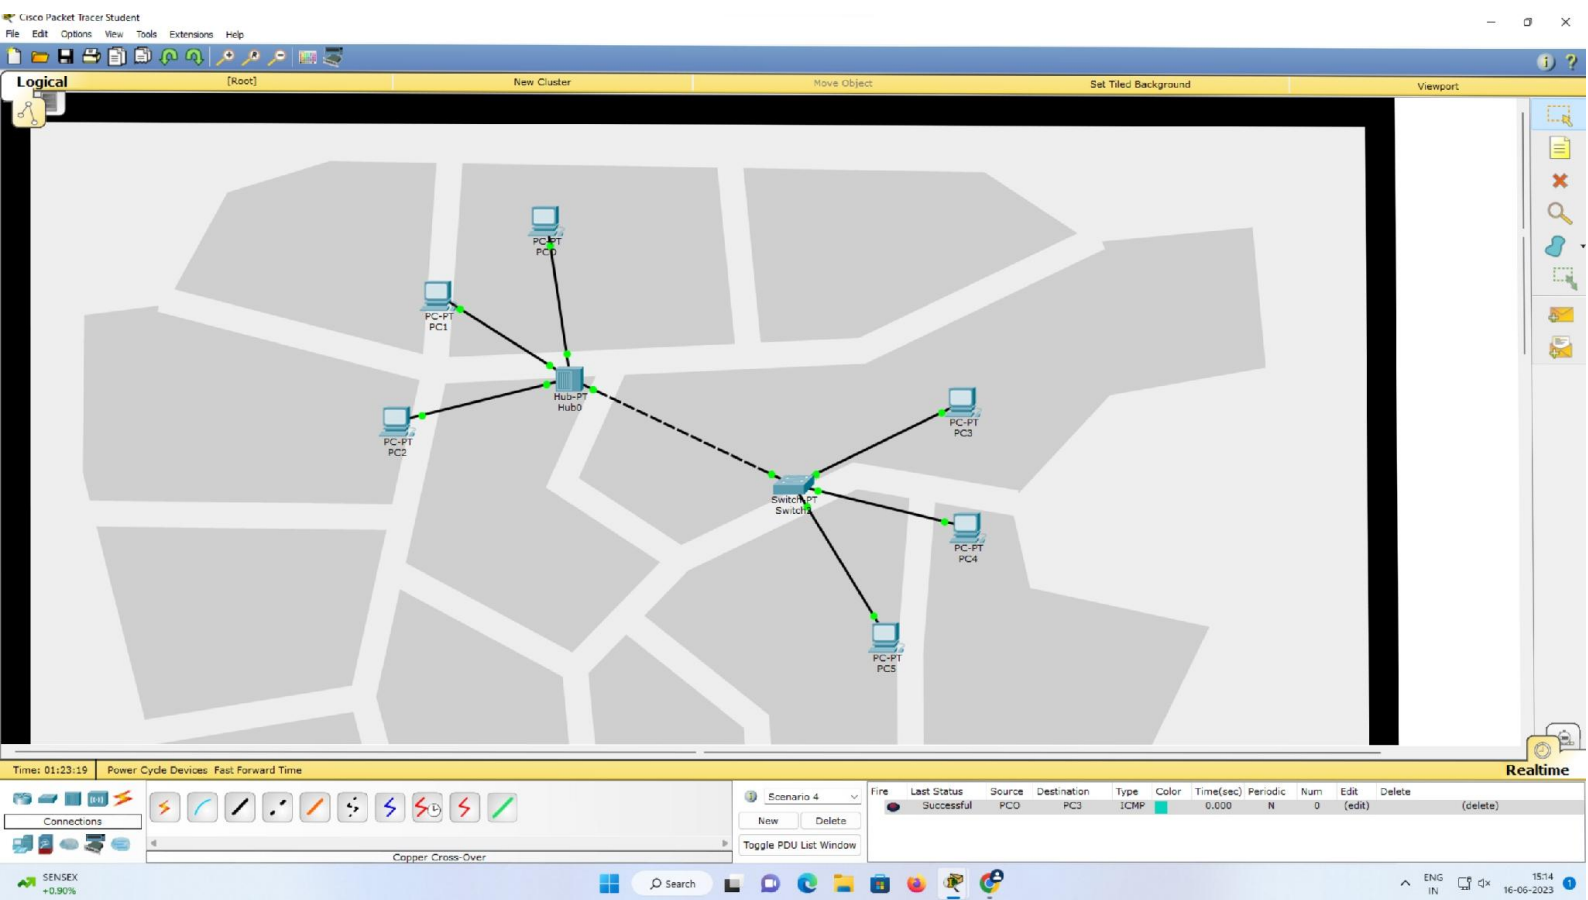 Cisco Packet Tracer Student
File Edit Options View Tools Extensions Help
Logical [Root] New Cluster Move Object Set Tiled Background Viewport
PC-PT
PC0
PC-PT
PC1
Hub-PT
Hub0
PC-PT
PC2
PC-PT
PC3
Switch-PT
PC-PT
PC4
PC-PT
PC5
Time: 01:23:19 Power Cycle Devices Fast Forward Time Realtime
Connections
Copper Cross-Over
Scenario 4
New Delete
Toggle PDU List Window
Fire Last Status Source Destination Type Color Time(sec) Periodic Num Edit Delete
Successful PC0 PC3 ICMP 0.000 N 0 (edit) (delete)
SENSEX
+0.90%
Search
ENG
IN
15:14
16-06-2023
1